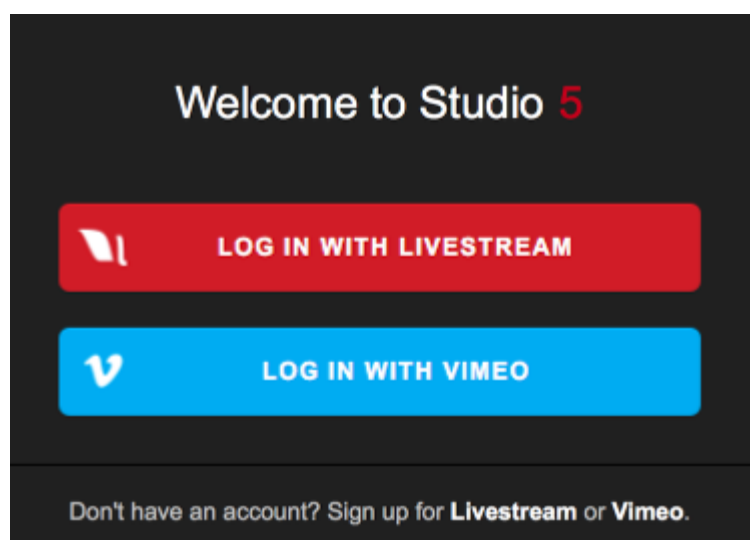 Welcome to Studio 5
LOG IN WITH LIVESTREAM
LOG IN WITH VIMEO
Don't have an account? Sign up for Livestream or Vimeo.